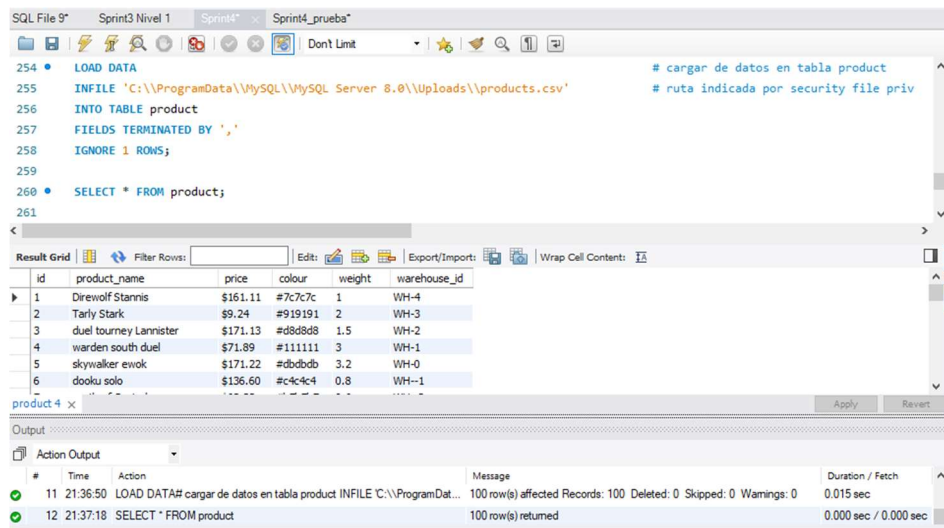 SQL File 9* Sprint3 Nivel 1 Sprint4* × Sprint4_prueba*
Don't Limit
254 LOAD DATA # cargar de datos en tabla product
255 INFILE 'C:\\ProgramData\\MySQL\\MySQL Server 8.0\\Uploads\\products.csv' # ruta indicada por security file priv
256 INTO TABLE product
257 FIELDS TERMINATED BY ','
258 IGNORE 1 ROWS;
259
260 SELECT * FROM product;
261
Result Grid Filter Rows: Edit: Export/Import: Wrap Cell Content:
id product_name price colour weight warehouse_id
1 Direwolf Stannis $161.11 #7c7c7c 1 WH-4
2 Tarly Stark $9.24 #919191 2 WH-3
3 duel tourney Lannister $171.13 #d8d8d8 1.5 WH-2
4 warden south duel $71.89 #111111 3 WH-1
5 skywalker ewok $171.22 #dbdbdb 3.2 WH-0
6 dooku solo $136.60 #c4c4c4 0.8 WH--1
product 4 × Apply Revert
Output
Action Output
# Time Action Message Duration / Fetch
11 21:36:50 LOAD DATA# cargar de datos en tabla product INFILE 'C:\\ProgramDat... 100 row(s) affected Records: 100 Deleted: 0 Skipped: 0 Warnings: 0 0.015 sec
12 21:37:18 SELECT * FROM product 100 row(s) returned 0.000 sec / 0.000 sec